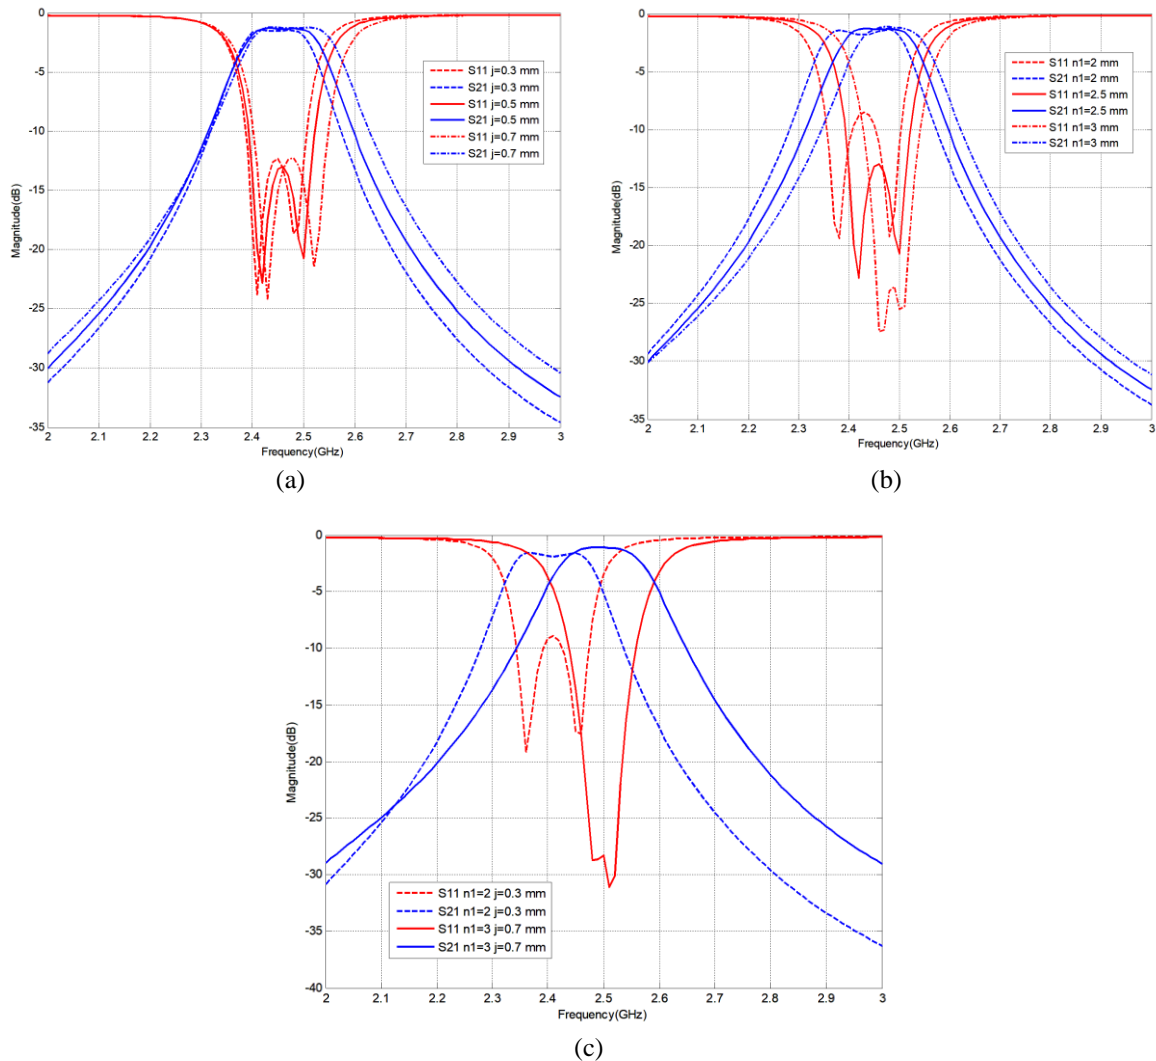 0
-5
-10
-15
-20
-25
-30
-35
Magnitude(dB)
S11 j=0.3 mm
S21 j=0.3 mm
S11 j=0.5 mm
S21 j=0.5 mm
S11 j=0.7 mm
S21 j=0.7 mm
2 2.1 2.2 2.3 2.4 2.5 2.6 2.7 2.8 2.9 3
Frequency(GHz)
(a)
0
-5
-10
-15
-20
-25
-30
-35
Magnitude(dB)
S11 n1=2 mm
S21 n1=2 mm
S11 n1=2.5 mm
S21 n1=2.5 mm
S11 n1=3 mm
S21 n1=3 mm
2 2.1 2.2 2.3 2.4 2.5 2.6 2.7 2.8 2.9 3
Frequency(GHz)
(b)
0
-5
-10
-15
-20
-25
-30
-35
-40
Magnitude(dB)
S11 n1=2 j=0.3 mm
S21 n1=2 j=0.3 mm
S11 n1=3 j=0.7 mm
S21 n1=3 j=0.7 mm
2 2.1 2.2 2.3 2.4 2.5 2.6 2.7 2.8 2.9 3
Frequency(GHz)
(c)